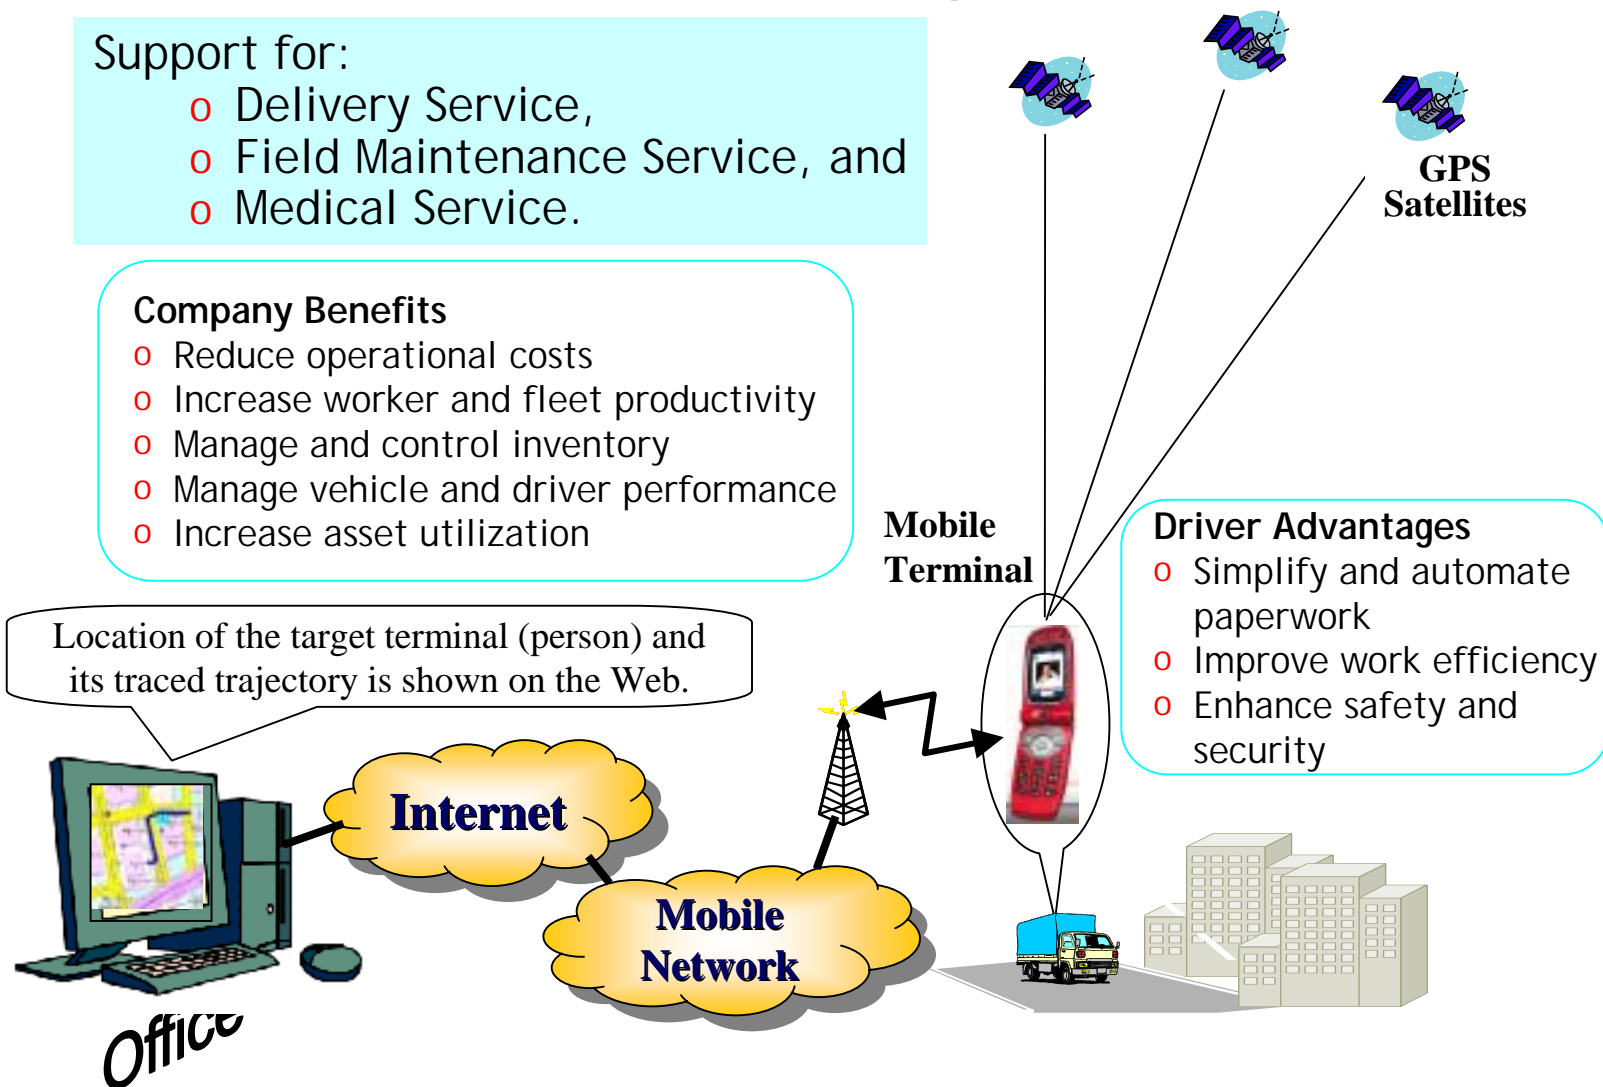 Support for:
o Delivery Service,
o Field Maintenance Service, and
o Medical Service.
GPS
Satellites
Company Benefits
o Reduce operational costs
o Increase worker and fleet productivity
o Manage and control inventory
o Manage vehicle and driver performance
o Increase asset utilization
Mobile
Terminal
Driver Advantages
o Simplify and automate
paperwork
o Improve work efficiency
o Enhance safety and
security
Location of the target terminal (person) and
its traced trajectory is shown on the Web.
Internet
Mobile
Network
Office